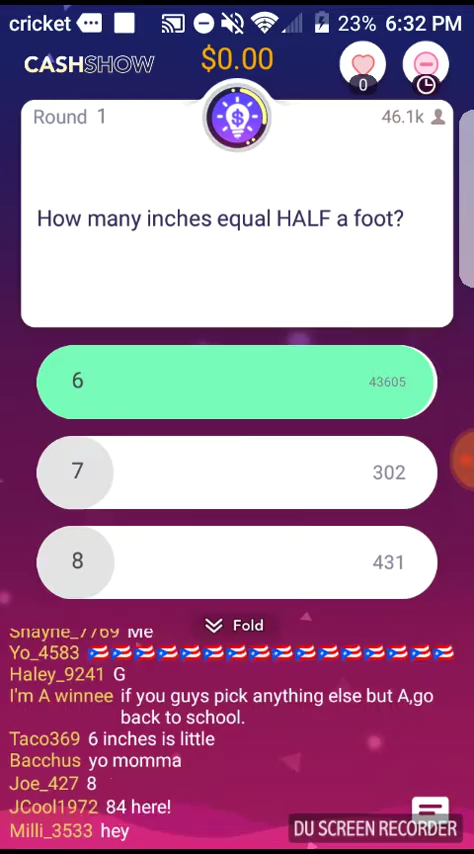 cricket 23% 6:32 PM
CASHSHOW $0.00
0
Round 1 46.1k
How many inches equal HALF a foot?
6 43605
7 302
8 431
Fold
Shayne_7769 Me
Yo_4583
Haley_9241 G
I'm A winnee if you guys pick anything else but A,go
back to school.
Taco369 6 inches is little
Bacchus yo momma
Joe_427 8
JCool1972 84 here!
Milli_3533 hey
DU SCREEN RECORDER